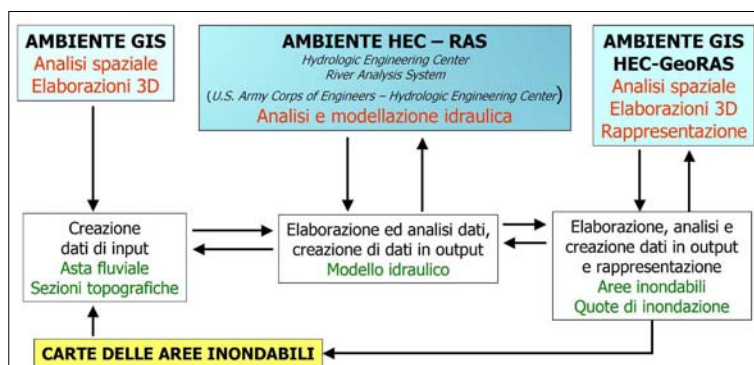 AMBIENTE GIS
Analisi spaziale
Elaborazioni 3D
AMBIENTE HEC – RAS
Hydrologic Engineering Center
River Analysis System
(U.S. Army Corps of Engineers – Hydrologic Engineering Center)
Analisi e modellazione idraulica
AMBIENTE GIS
HEC-GeoRAS
Analisi spaziale
Elaborazioni 3D
Rappresentazione
Creazione
dati di input
Asta fluviale
Sezioni topografiche
Elaborazione ed analisi dati,
creazione di dati in output
Modello idraulico
Elaborazione, analisi e
creazione dati in output
e rappresentazione
Aree inondabili
Quote di inondazione
CARTE DELLE AREE INONDABILI